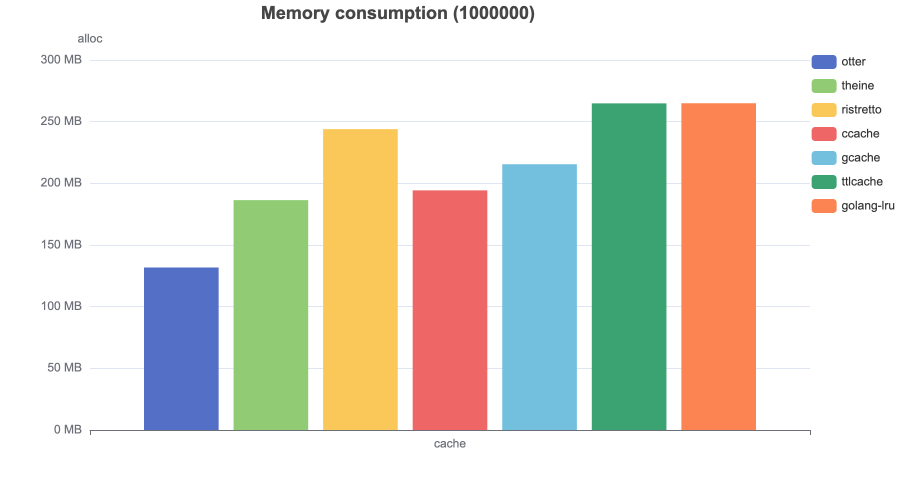 Memory consumption (1000000)
alloc
300 MB
250 MB
200 MB
150 MB
100 MB
50 MB
0 MB
cache
otter
theine
ristretto
ccache
gcache
ttlcache
golang-lru